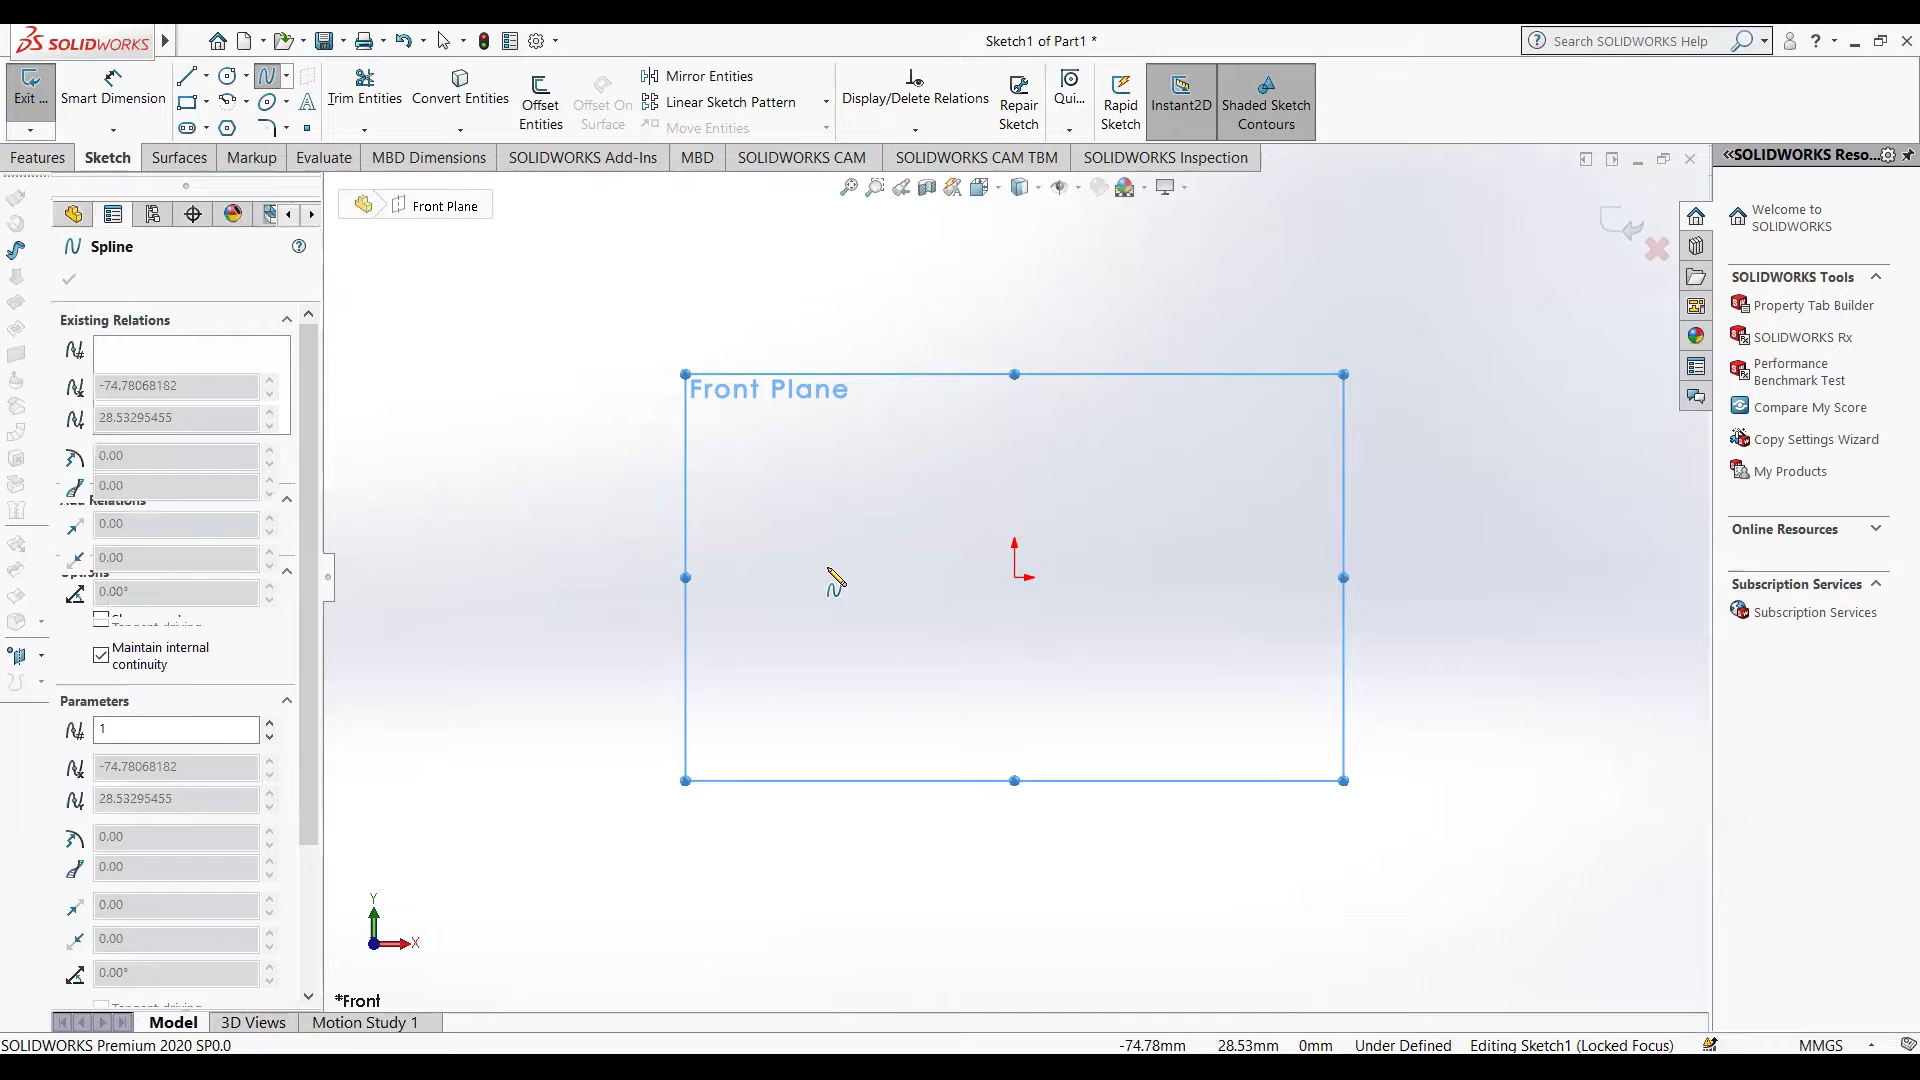 SOLIDWORKS
Sketch1 of Part1 *
Search SOLIDWORKS Help
Exit ...
Smart Dimension
Trim Entities
Convert Entities
Offset
Entities
Offset On
Surface
Mirror Entities
Linear Sketch Pattern
Move Entities
Display/Delete Relations
Repair
Sketch
Qui...
Rapid
Sketch
Instant2D
Shaded Sketch
Contours
Features
Sketch
Surfaces
Markup
Evaluate
MBD Dimensions
SOLIDWORKS Add-Ins
MBD
SOLIDWORKS CAM
SOLIDWORKS CAM TBM
SOLIDWORKS Inspection
Front Plane
Spline
Existing Relations
-74.78068182
28.53295455
0.00
0.00
0.00
0.00
0.00°
Maintain internal
continuity
Parameters
1
-74.78068182
28.53295455
0.00
0.00
0.00
0.00
0.00°
Front Plane
Y
X
*Front
SOLIDWORKS Reso...
Welcome to
SOLIDWORKS
SOLIDWORKS Tools
Property Tab Builder
SOLIDWORKS Rx
Performance
Benchmark Test
Compare My Score
Copy Settings Wizard
My Products
Online Resources
Subscription Services
Subscription Services
Model
3D Views
Motion Study 1
SOLIDWORKS Premium 2020 SP0.0
-74.78mm
28.53mm
0mm
Under Defined
Editing Sketch1 (Locked Focus)
MMGS